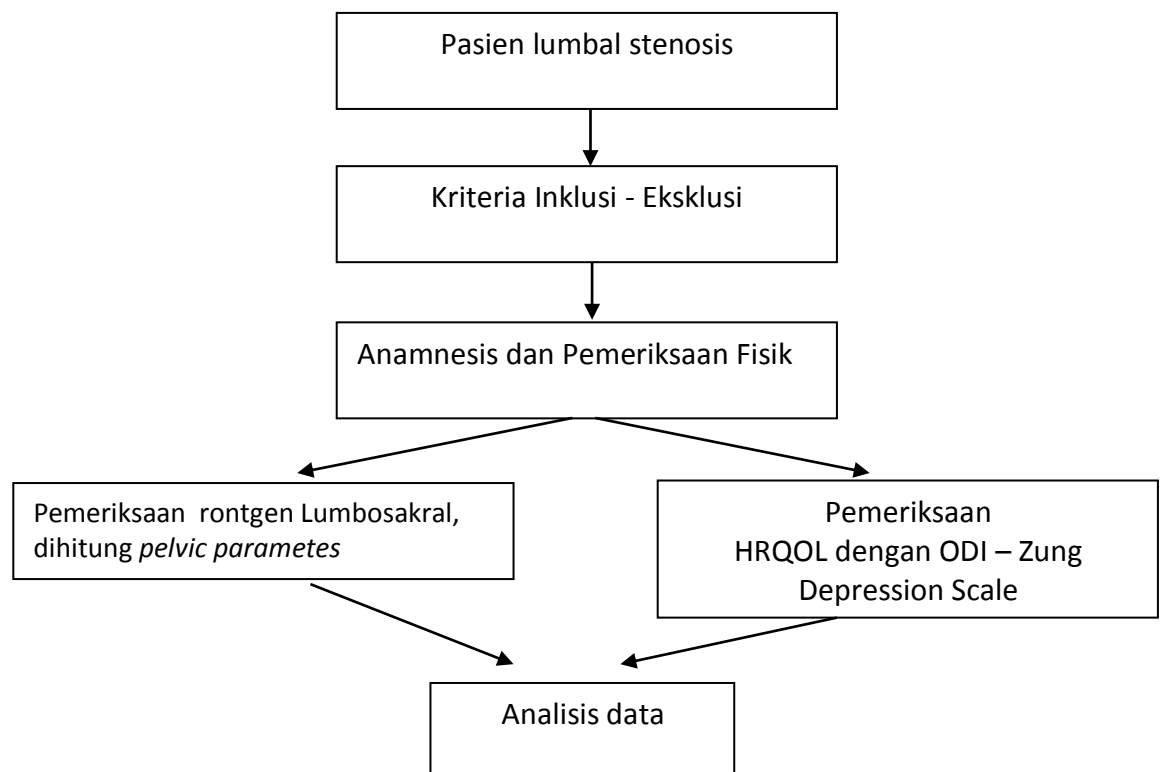 Pasien lumbal stenosis
Kriteria Inklusi - Eksklusi
Anamnesis dan Pemeriksaan Fisik
Pemeriksaan rontgen Lumbosakral,
dihitung pelvic parametes
Pemeriksaan
HRQOL dengan ODI – Zung
Depression Scale
Analisis data